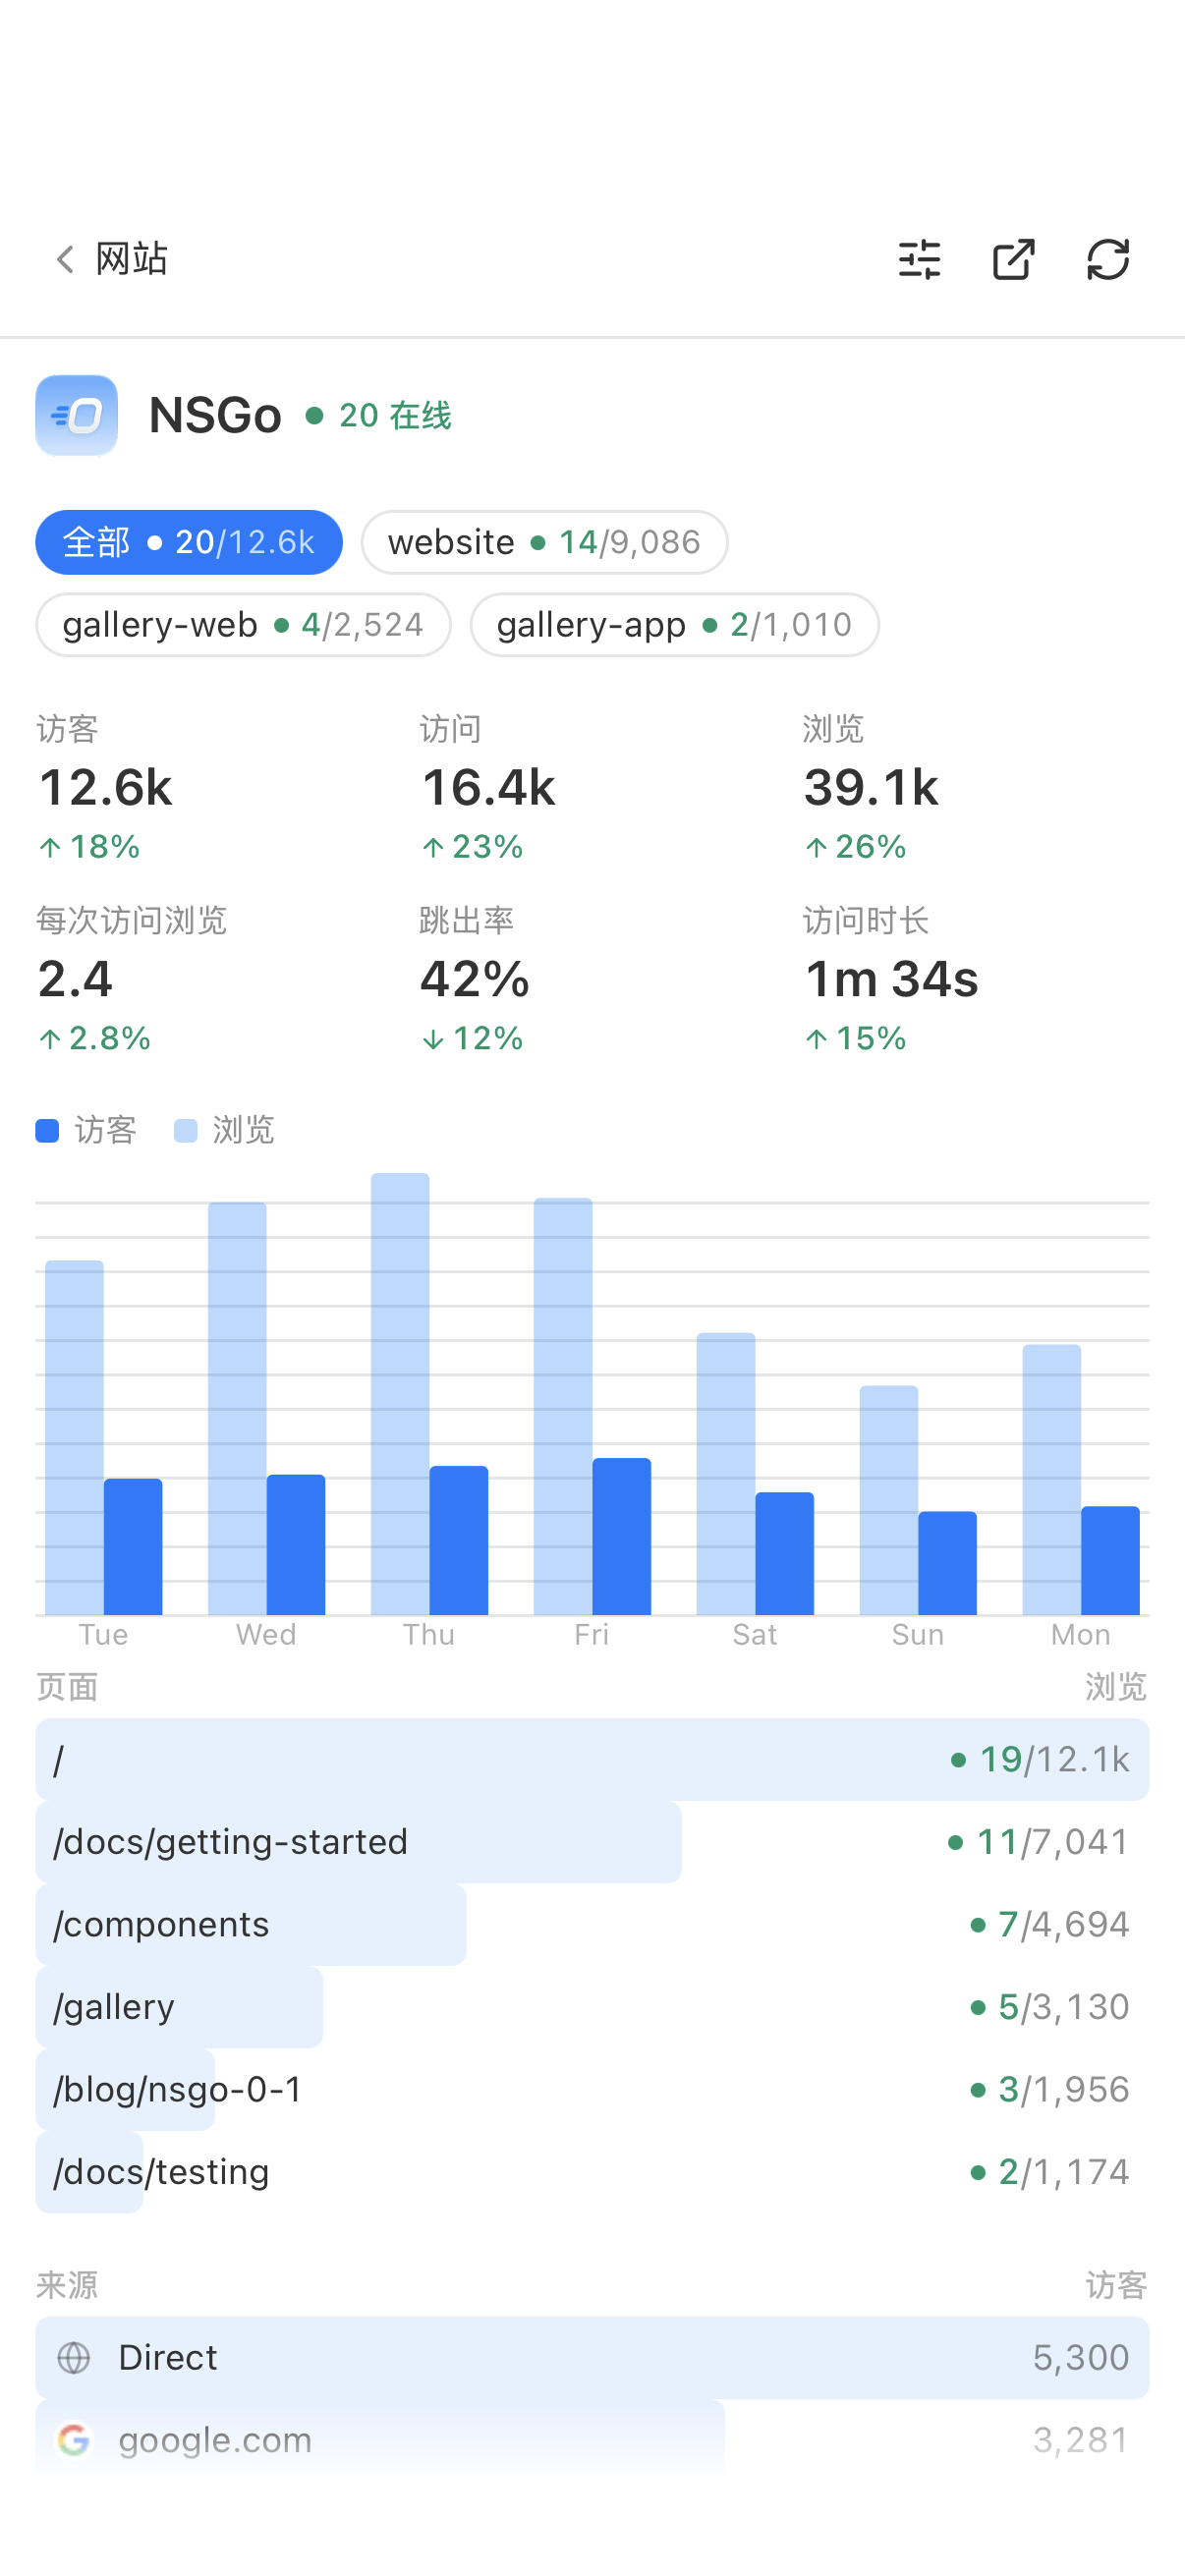 网站
NSGo 20 在线
全部 20/12.6k website 14/9,086
gallery-web 4/2,524 gallery-app 2/1,010
访客 访问 浏览
12.6k 16.4k 39.1k
↑ 18% ↑ 23% ↑ 26%
每次访问浏览 跳出率 访问时长
2.4 42% 1m 34s
↑ 2.8% ↓ 12% ↑ 15%
访客 浏览
Tue Wed Thu Fri Sat Sun Mon
页面 浏览
/ 19/12.1k
/docs/getting-started 11/7,041
/components 7/4,694
/gallery 5/3,130
/blog/nsgo-0-1 3/1,956
/docs/testing 2/1,174
来源 访客
Direct 5,300
google.com 3,281